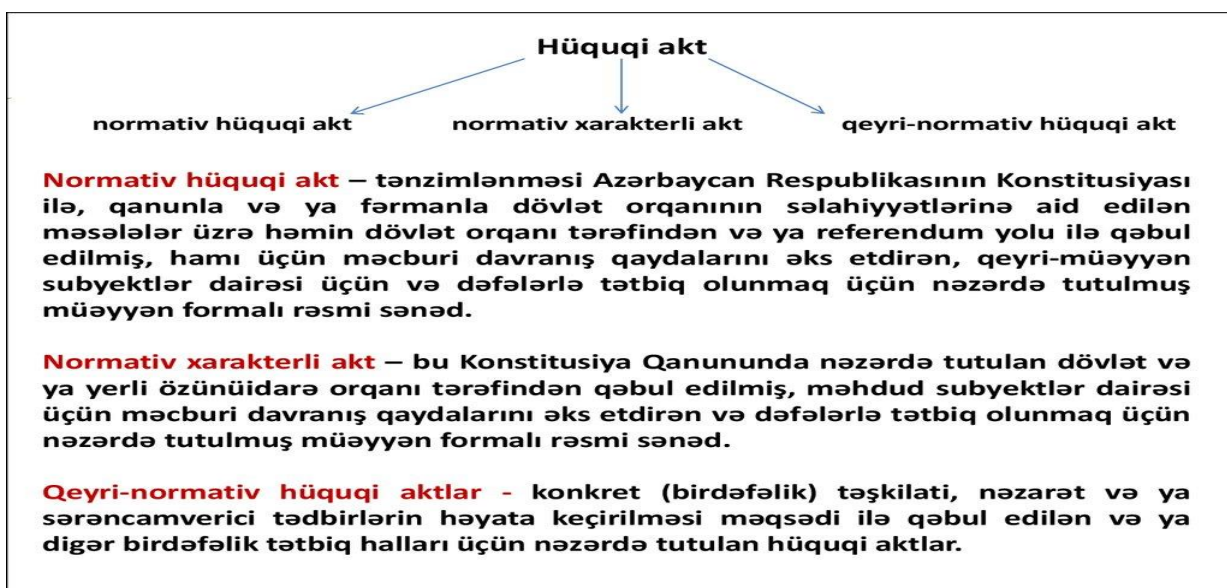 Hüquqi akt
normativ hüquqi akt normativ xarakterli akt qeyri-normativ hüquqi akt
Normativ hüquqi akt – tənzimlənməsi Azərbaycan Respublikasının Konstitusiyası
ilə, qanunla və ya fərmanla dövlət orqanının səlahiyyətlərinə aid edilən
məsələlər üzrə həmin dövlət orqanı tərəfindən və ya referendum yolu ilə qəbul
edilmiş, hamı üçün məcburi davranış qaydalarını əks etdirən, qeyri-müəyyən
subyektlər dairəsi üçün və dəfələrlə tətbiq olunmaq üçün nəzərdə tutulmuş
müəyyən formalı rəsmi sənəd.
Normativ xarakterli akt – bu Konstitusiya Qanununda nəzərdə tutulan dövlət və
ya yerli özünüidarə orqanı tərəfindən qəbul edilmiş, məhdud subyektlər dairəsi
üçün məcburi davranış qaydalarını əks etdirən və dəfələrlə tətbiq olunmaq üçün
nəzərdə tutulmuş müəyyən formalı rəsmi sənəd.
Qeyri-normativ hüquqi aktlar - konkret (birdəfəlik) təşkilati, nəzarət və ya
sərəncamverici tədbirlərin həyata keçirilməsi məqsədi ilə qəbul edilən və ya
digər birdəfəlik tətbiq halları üçün nəzərdə tutulan hüquqi aktlar.